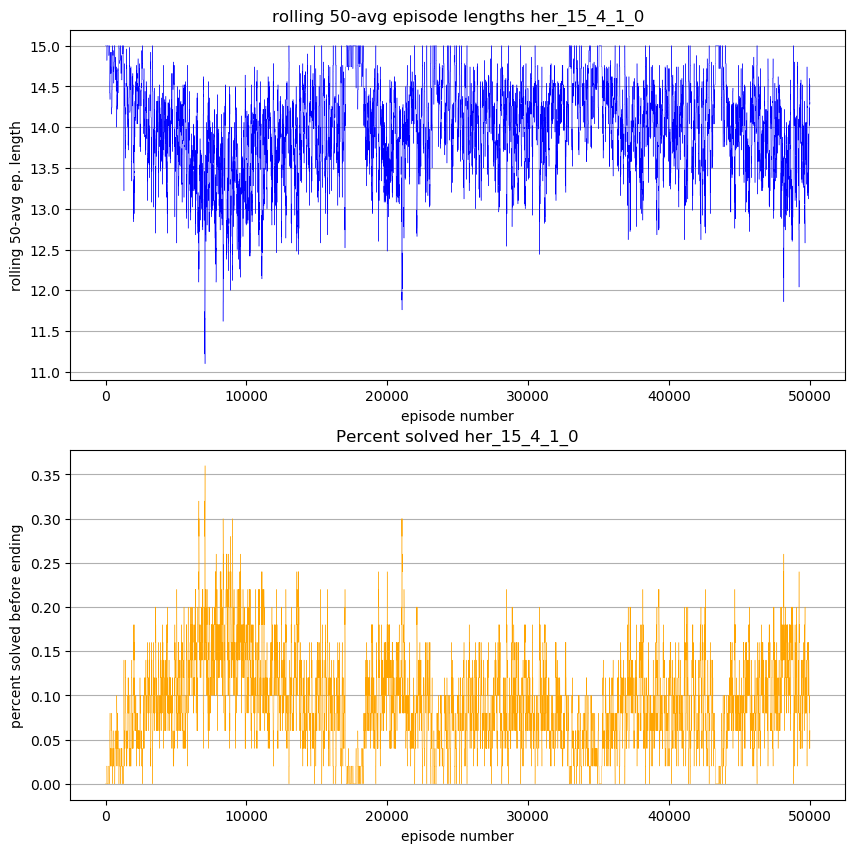 rolling 50-avg episode lengths her_15_4_1_0
rolling 50-avg ep. length
15.0
14.5
14.0
13.5
13.0
12.5
12.0
11.5
11.0
0 10000 20000 30000 40000 50000
episode number
Percent solved her_15_4_1_0
percent solved before ending
0.35
0.30
0.25
0.20
0.15
0.10
0.05
0.00
0 10000 20000 30000 40000 50000
episode number